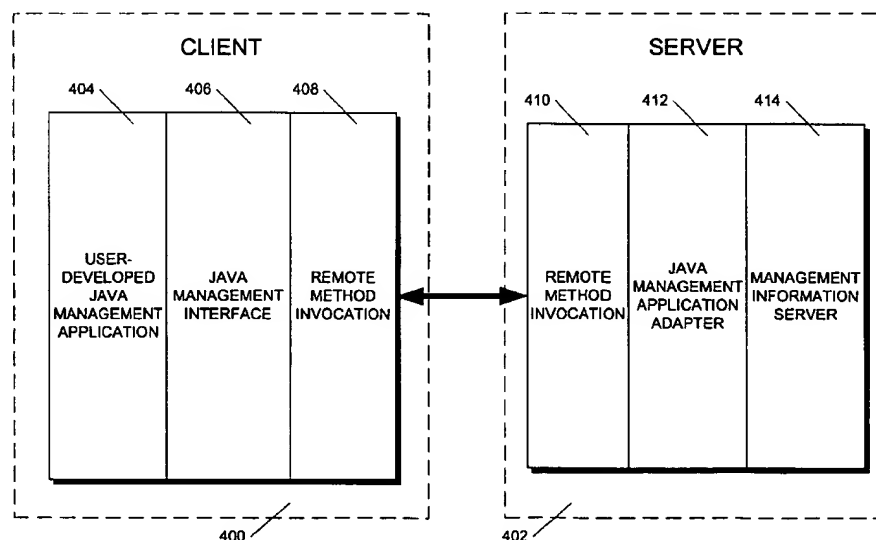 CLIENT
404
406
408
USER-
DEVELOPED
JAVA
MANAGEMENT
APPLICATION
JAVA
MANAGEMENT
INTERFACE
REMOTE
METHOD
INVOCATION
400
SERVER
410
412
414
REMOTE
METHOD
INVOCATION
JAVA
MANAGEMENT
APPLICATION
ADAPTER
MANAGEMENT
INFORMATION
SERVER
402